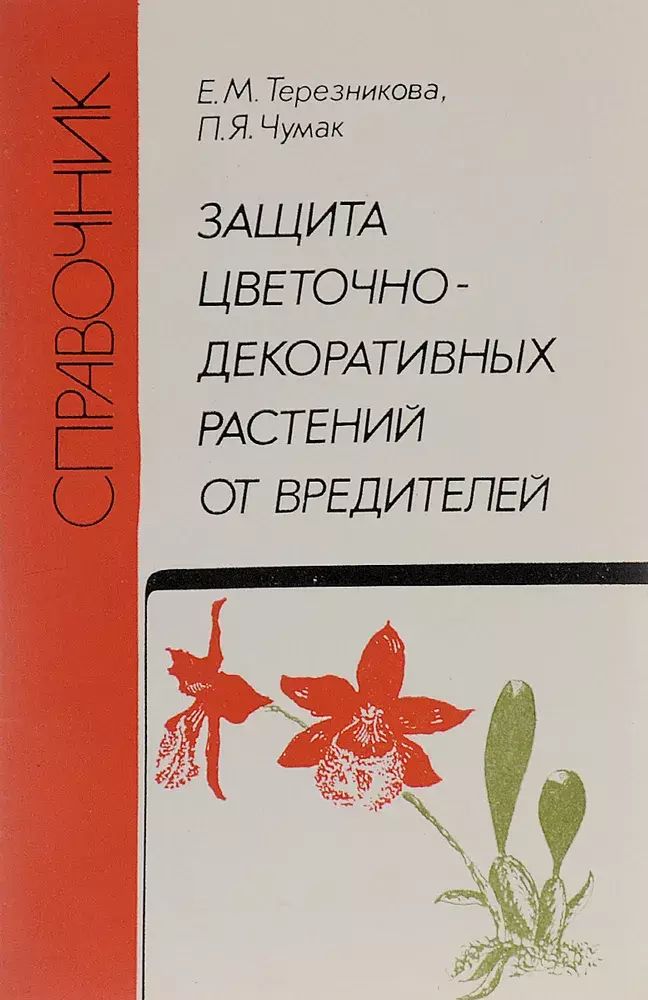 СПРАВОЧНИК
Е.М. Терезникова,
П.Я. Чумак
ЗАЩИТА
ЦВЕТОЧНО-
ДЕКОРАТИВНЫХ
РАСТЕНИЙ
ОТ ВРЕДИТЕЛЕЙ